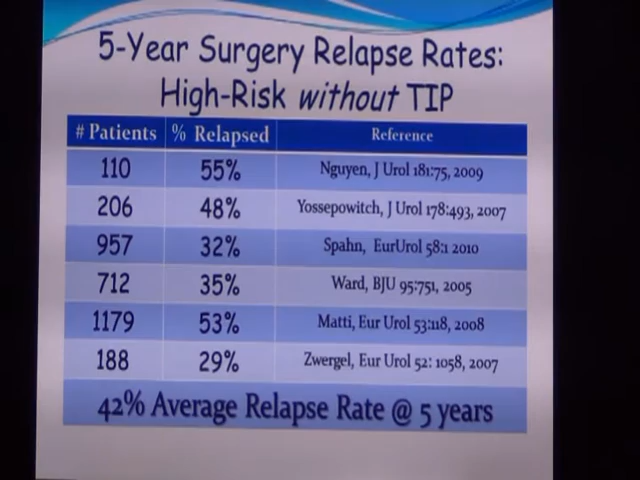 5-Year Surgery Relapse Rates:
High-Risk without TIP
# Patients % Relapsed Reference
110 55% Nguyen, J Urol 181:75, 2009
206 48% Yossepowitch, J Urol 178:493, 2007
957 32% Spahn, EurUrol 58:1 2010
712 35% Ward, BJU 95:751, 2005
1179 53% Matti, Eur Urol 53:118, 2008
188 29% Zwergel, Eur Urol 52: 1058, 2007
42% Average Relapse Rate @ 5 years